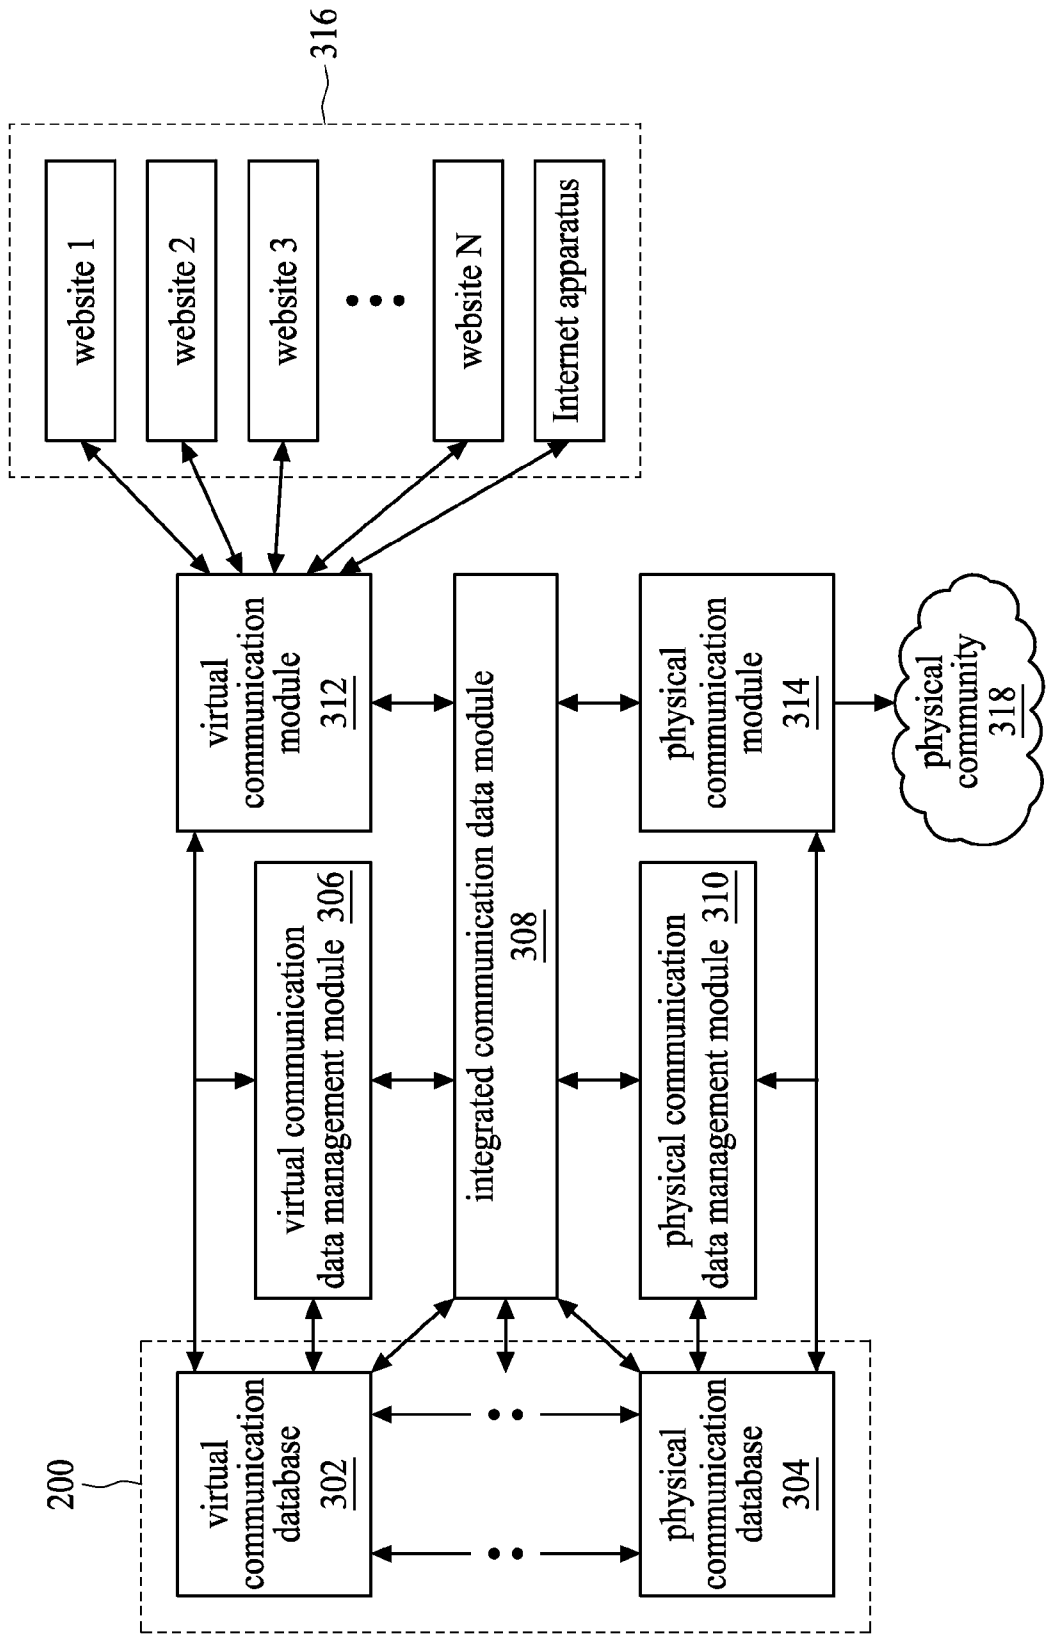 200
virtual
communication
database
302
physical
communication
database
304
virtual communication
data management module 306
integrated communication data module
308
physical communication
data management module 310
virtual
communication
module
312
physical
communication
module
314
physical
community
318
316
website 1
website 2
website 3
website N
Internet apparatus